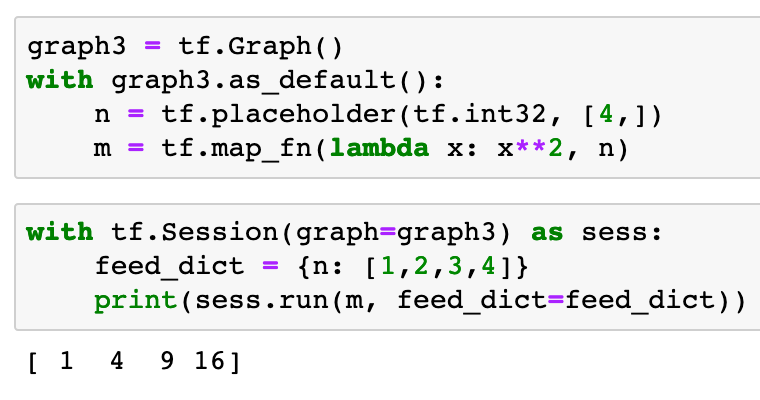 graph3 = tf.Graph()
with graph3.as_default():
    n = tf.placeholder(tf.int32, [4,])
    m = tf.map_fn(lambda x: x**2, n)
with tf.Session(graph=graph3) as sess:
    feed_dict = {n: [1,2,3,4]}
    print(sess.run(m, feed_dict=feed_dict))
[ 1  4  9 16]